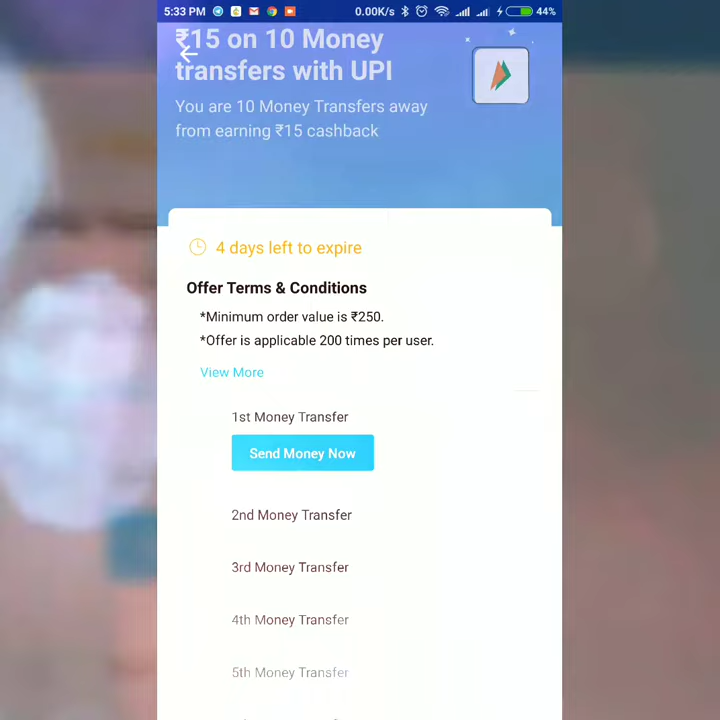 5:33 PM 0.00K/s 44%
₹15 on 10 Money
transfers with UPI
You are 10 Money Transfers away
from earning ₹15 cashback
4 days left to expire
Offer Terms & Conditions
*Minimum order value is ₹250.
*Offer is applicable 200 times per user.
View More
1st Money Transfer
Send Money Now
2nd Money Transfer
3rd Money Transfer
4th Money Transfer
5th Money Transfer